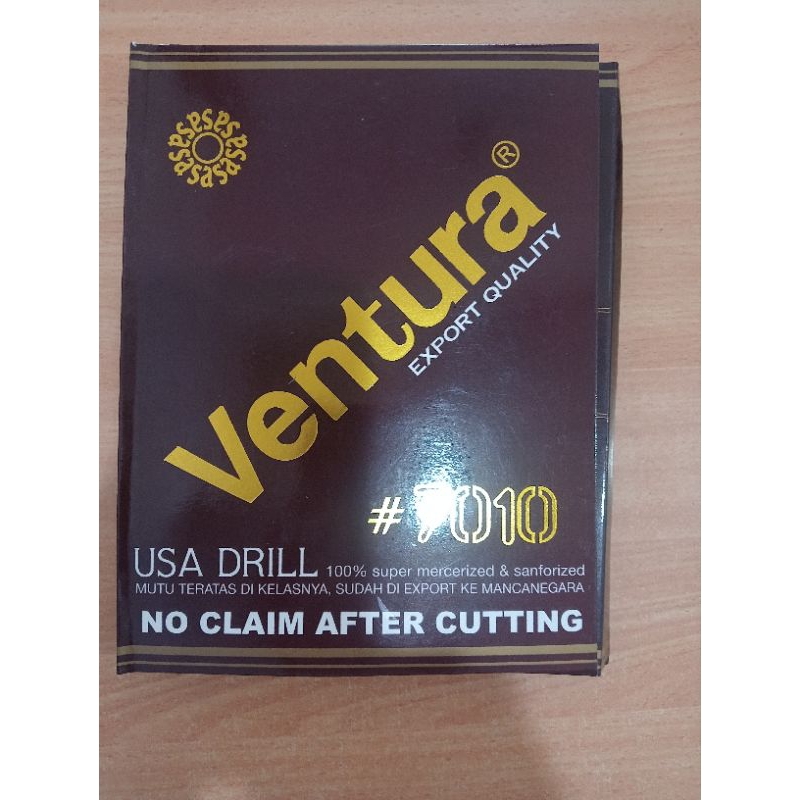 sasasasasasasasa
Ventura®
EXPORT QUALITY
#7010
USA DRILL 100% super mercerized & sanforized
MUTU TERATAS DI KELASNYA, SUDAH DI EXPORT KE MANCANEGARA
NO CLAIM AFTER CUTTING